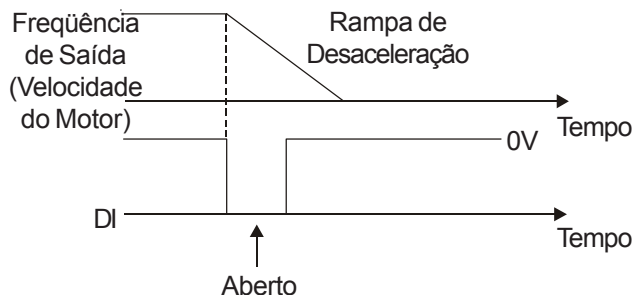 Freqüência
de Saída
(Velocidade
do Motor)
Rampa de
Desaceleração
Tempo
0V
DI
Tempo
Aberto